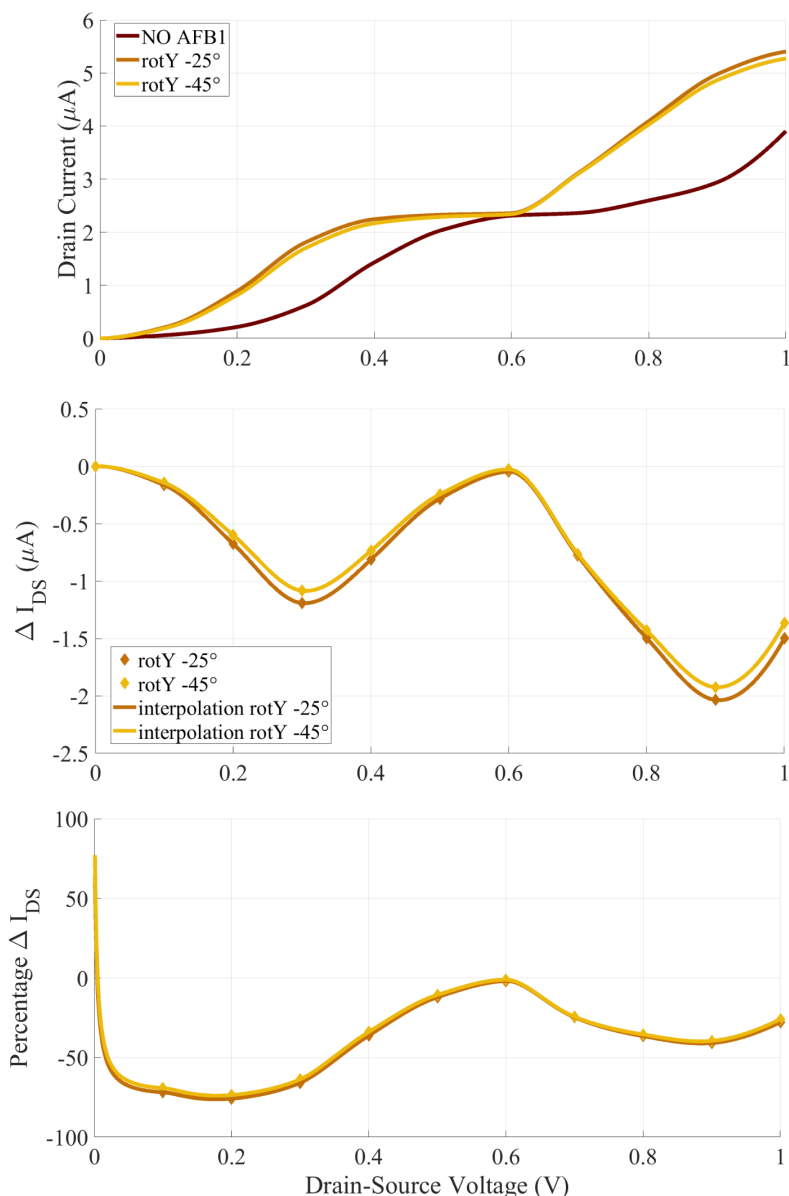 6
5
4
3
2
1
0
Drain Current (μA)
NO AFB1
rotY -25°
rotY -45°
0 0.2 0.4 0.6 0.8 1
0.5
0
-0.5
-1
-1.5
-2
-2.5
Δ I_DS (μA)
rotY -25°
rotY -45°
interpolation rotY -25°
interpolation rotY -45°
0 0.2 0.4 0.6 0.8 1
100
50
0
-50
-100
Percentage Δ I_DS
0 0.2 0.4 0.6 0.8 1
Drain-Source Voltage (V)